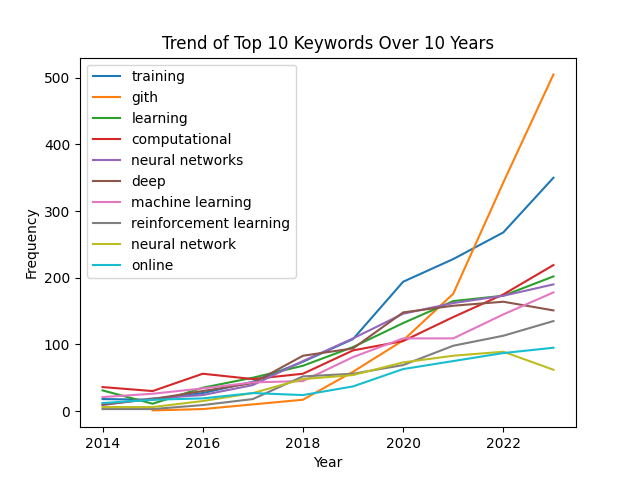 Trend of Top 10 Keywords Over 10 Years
training
gith
learning
computational
neural networks
deep
machine learning
reinforcement learning
neural network
online
Frequency
500
400
300
200
100
0
2014 2016 2018 2020 2022
Year